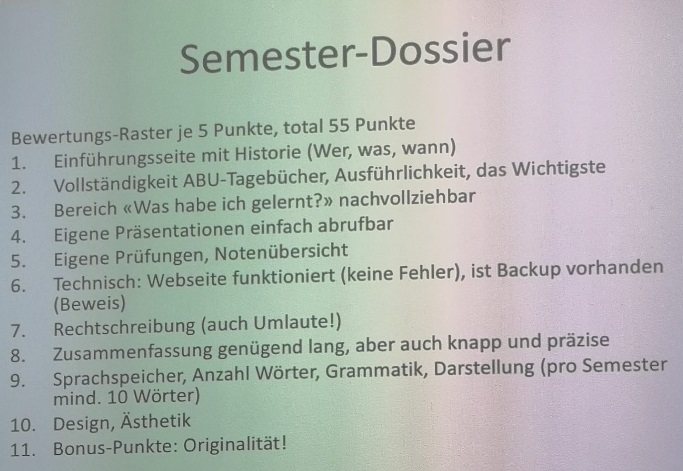 Semester-Dossier
Bewertungs-Raster je 5 Punkte, total 55 Punkte
1. Einführungsseite mit Historie (Wer, was, wann)
2. Vollständigkeit ABU-Tagebücher, Ausführlichkeit, das Wichtigste
3. Bereich «Was habe ich gelernt?» nachvollziehbar
4. Eigene Präsentationen einfach abrufbar
5. Eigene Prüfungen, Notenübersicht
6. Technisch: Webseite funktioniert (keine Fehler), ist Backup vorhanden
(Beweis)
7. Rechtschreibung (auch Umlaute!)
8. Zusammenfassung genügend lang, aber auch knapp und präzise
9. Sprachspeicher, Anzahl Wörter, Grammatik, Darstellung (pro Semester
mind. 10 Wörter)
10. Design, Ästhetik
11. Bonus-Punkte: Originalität!